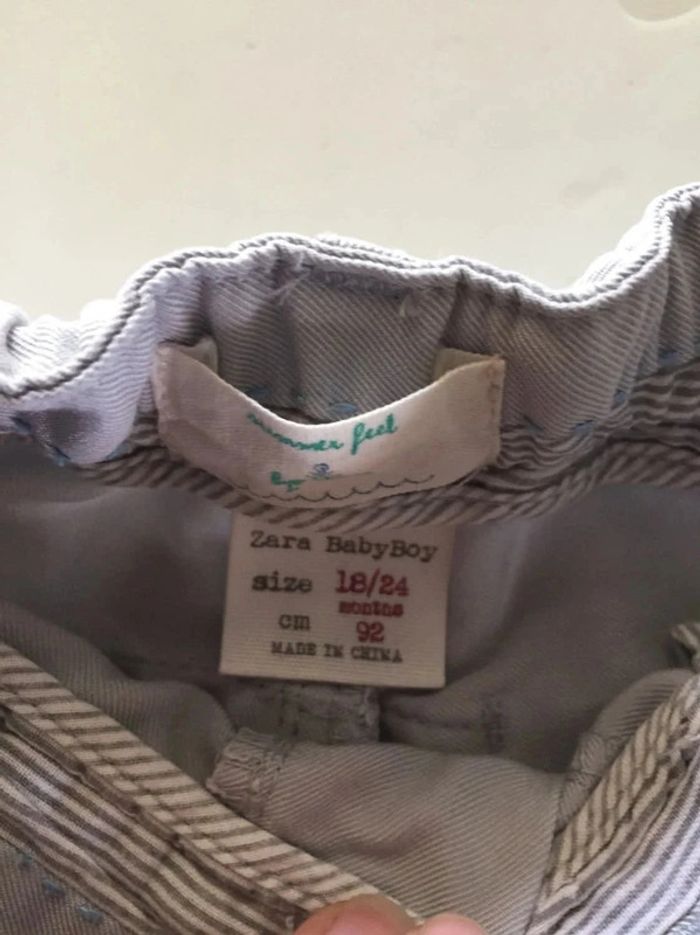 summer feel
Zara BabyBoy
size 18/24
months
cm 92
MADE IN CHINA